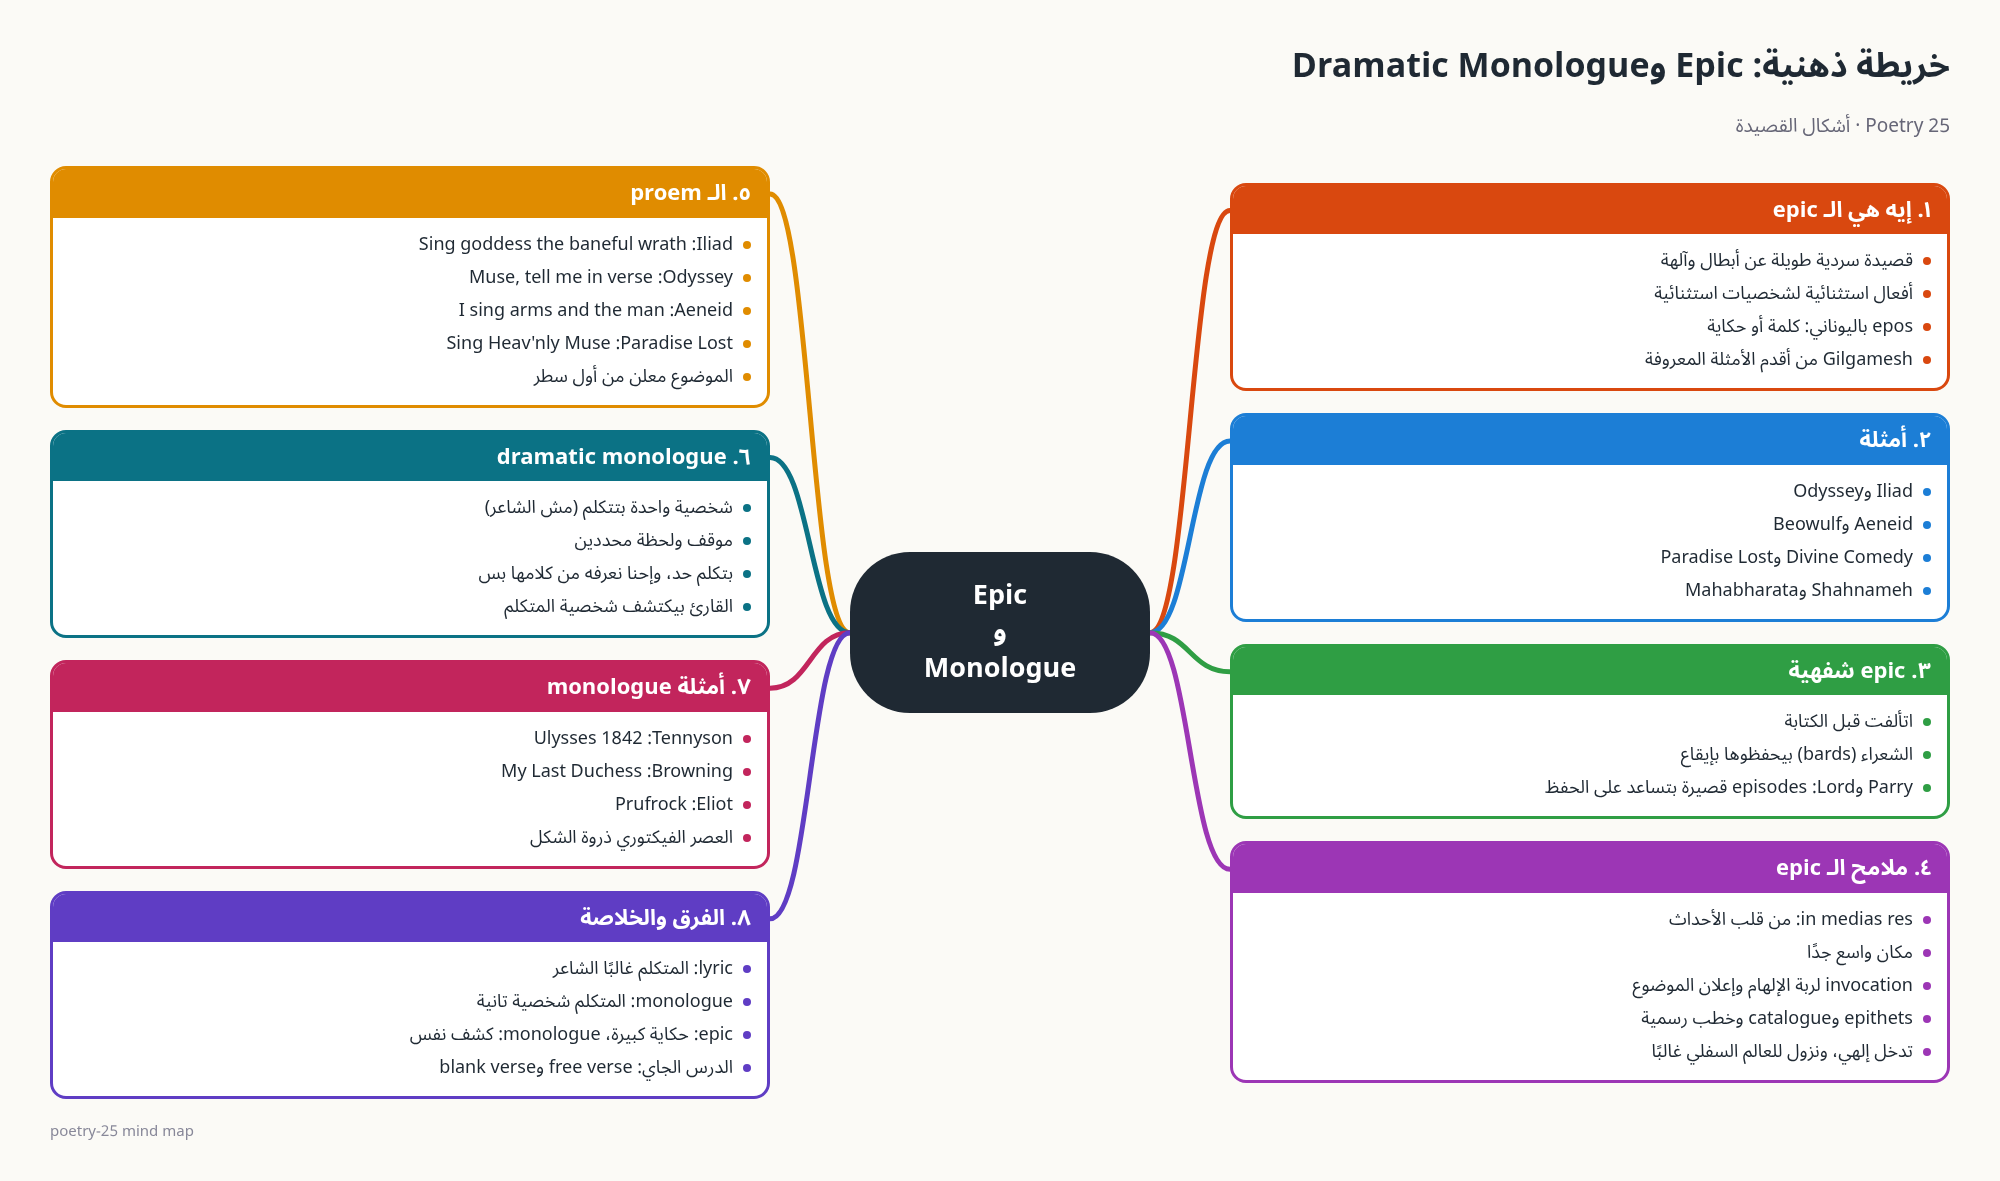 خريطة ذهنية: Epic وDramatic Monologue
Poetry 25 · أشكال القصيدة
١. إيه هي الـ epic
قصيدة سردية طويلة عن أبطال وآلهة
أفعال استثنائية لشخصيات استثنائية
epos باليوناني: كلمة أو حكاية
Gilgamesh من أقدم الأمثلة المعروفة
٢. أمثلة
Iliad وOdyssey
Aeneid وBeowulf
Divine Comedy وParadise Lost
Shahnameh وMahabharata
٣. epic شفهية
اتألفت قبل الكتابة
الشعراء (bards) بيحفظوها بإيقاع
Parry وLord: episodes قصيرة بتساعد على الحفظ
٤. ملامح الـ epic
in medias res: من قلب الأحداث
مكان واسع جدًا
invocation لربة الإلهام وإعلان الموضوع
epithets وcatalogue وخطب رسمية
تدخل إلهي، ونزول للعالم السفلي غالبًا
Epic
و
Monologue
٥. الـ proem
Iliad: Sing goddess the baneful wrath
Odyssey: Muse, tell me in verse
Aeneid: I sing arms and the man
Paradise Lost: Sing Heav'nly Muse
الموضوع معلن من أول سطر
٦. dramatic monologue
شخصية واحدة بتتكلم (مش الشاعر)
موقف ولحظة محددين
بتكلم حد، وإحنا نعرفه من كلامها بس
القارئ بيكتشف شخصية المتكلم
٧. أمثلة monologue
Tennyson: Ulysses 1842
Browning: My Last Duchess
Eliot: Prufrock
العصر الفيكتوري ذروة الشكل
٨. الفرق والخلاصة
lyric: المتكلم غالبًا الشاعر
monologue: المتكلم شخصية تانية
epic: حكاية كبيرة، monologue: كشف نفس
الدرس الجاي: free verse وblank verse
poetry-25 mind map